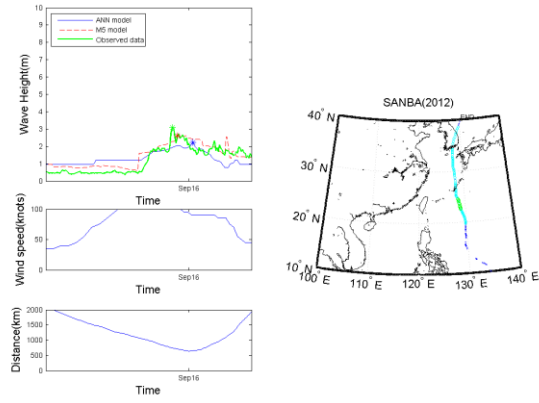 ANN model
M5 model
Observed data
Wave Height(m)
10
9
8
7
6
5
4
3
2
1
0
Sep16
Time
Wind speed(knots)
100
50
0
Sep16
Time
Distance(km)
2000
1500
1000
500
0
Sep16
Time
SANBA(2012)
END
40° N
30° N
20° N
10° N
100° E
110° E
120° E
130° E
140° E